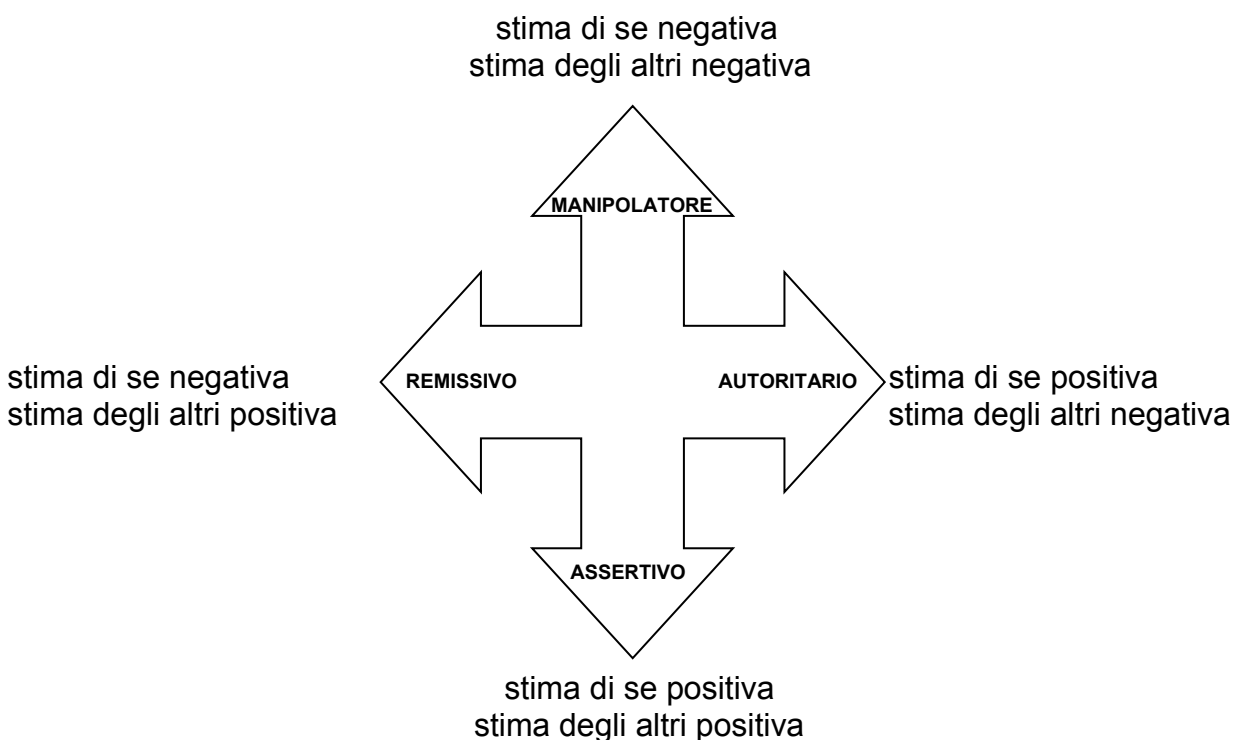 stima di se negativa
stima degli altri negativa
MANIPOLATORE
stima di se negativa
stima degli altri positiva
REMISSIVO
AUTORITARIO
stima di se positiva
stima degli altri negativa
ASSERTIVO
stima di se positiva
stima degli altri positiva